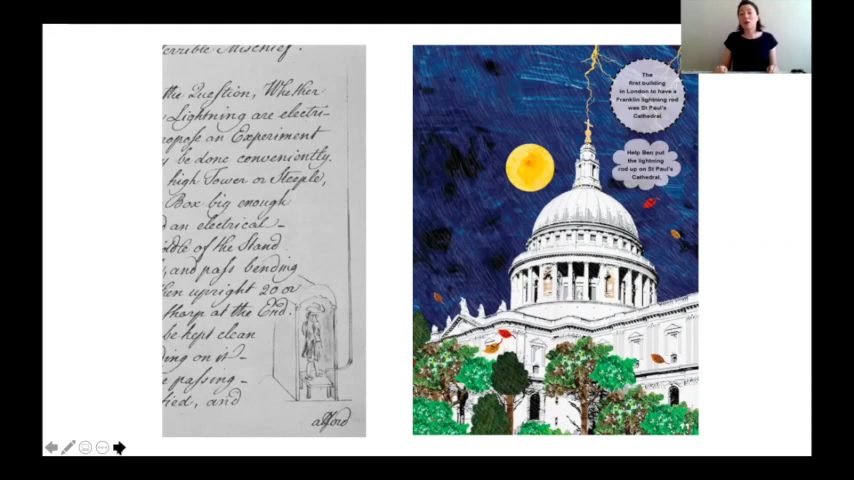 errible Mischief.
the Question, Whether
Lightning are electri-
ropose an Experiment
be done conveniently.
high Tower or Steeple,
Box big enough
an electrical-
ddle of the Stand
, and pass bending
hen upright 20 or
sharp at the End.
be kept clean
ing on it-
passing-
ied, and
afford
The
first building
in London to have a
Franklin lightning rod
was St Paul's
Cathedral.
Help Ben put
the lightning
rod up on St Paul's
Cathedral.